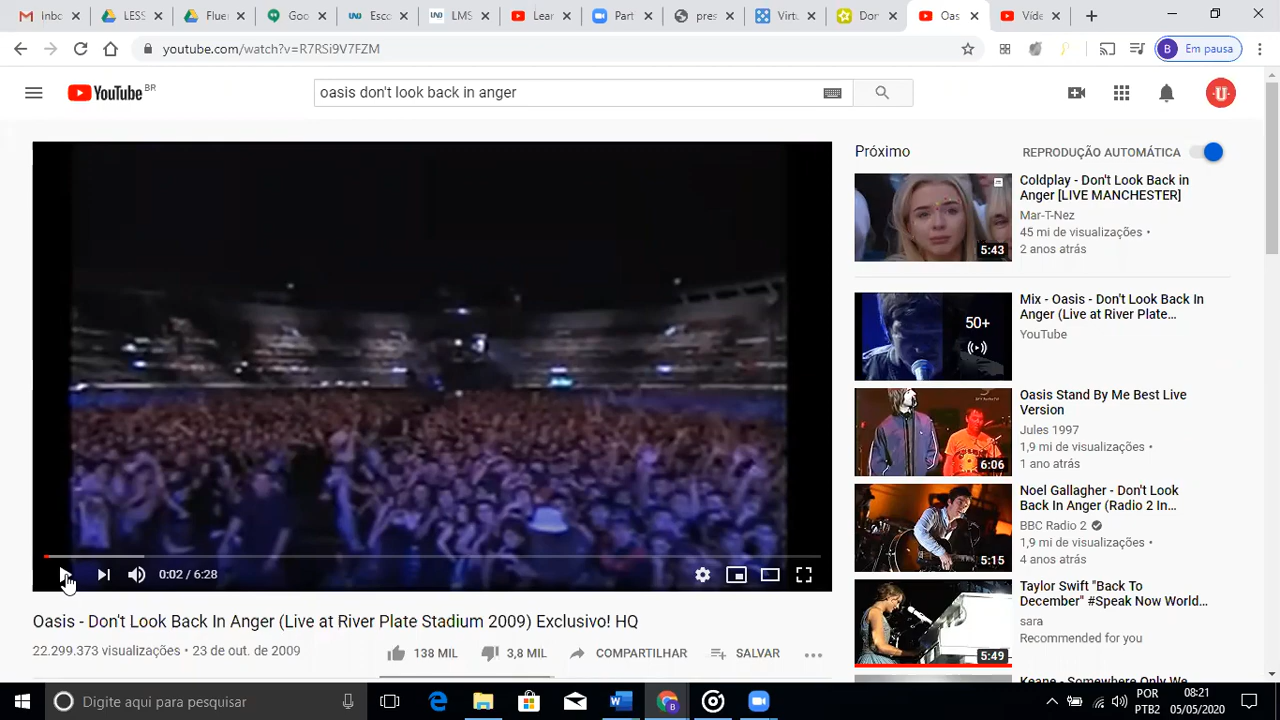 Inbc
LESS
Flue
Goo
Esco
LMS
Lear
Part
pres
Virtu
Dor
Oas
Víde
youtube.com/watch?v=R7RSi9V7FZM
B Em pausa
YouTube BR
oasis don't look back in anger
U
Próximo
REPRODUÇÃO AUTOMÁTICA
Coldplay - Don't Look Back in
Anger [LIVE MANCHESTER]
Mar-T-Nez
45 mi de visualizações •
2 anos atrás
5:43
Mix - Oasis - Don't Look Back In
Anger (Live at River Plate...
YouTube
50+
Oasis Stand By Me Best Live
Version
Jules 1997
1,9 mi de visualizações •
1 ano atrás
6:06
Noel Gallagher - Don't Look
Back In Anger (Radio 2 In...
BBC Radio 2
1,9 mi de visualizações •
4 anos atrás
5:15
Taylor Swift "Back To
December" #Speak Now World...
sara
Recommended for you
5:49
Keane - Somewhere Only We
0:02 / 6:28
Oasis - Don't Look Back In Anger (Live at River Plate Stadium 2009) Exclusivo! HQ
22.299.373 visualizações • 23 de out. de 2009
138 MIL
3,8 MIL
COMPARTILHAR
SALVAR
Digite aqui para pesquisar
POR
PTB2
08:21
05/05/2020